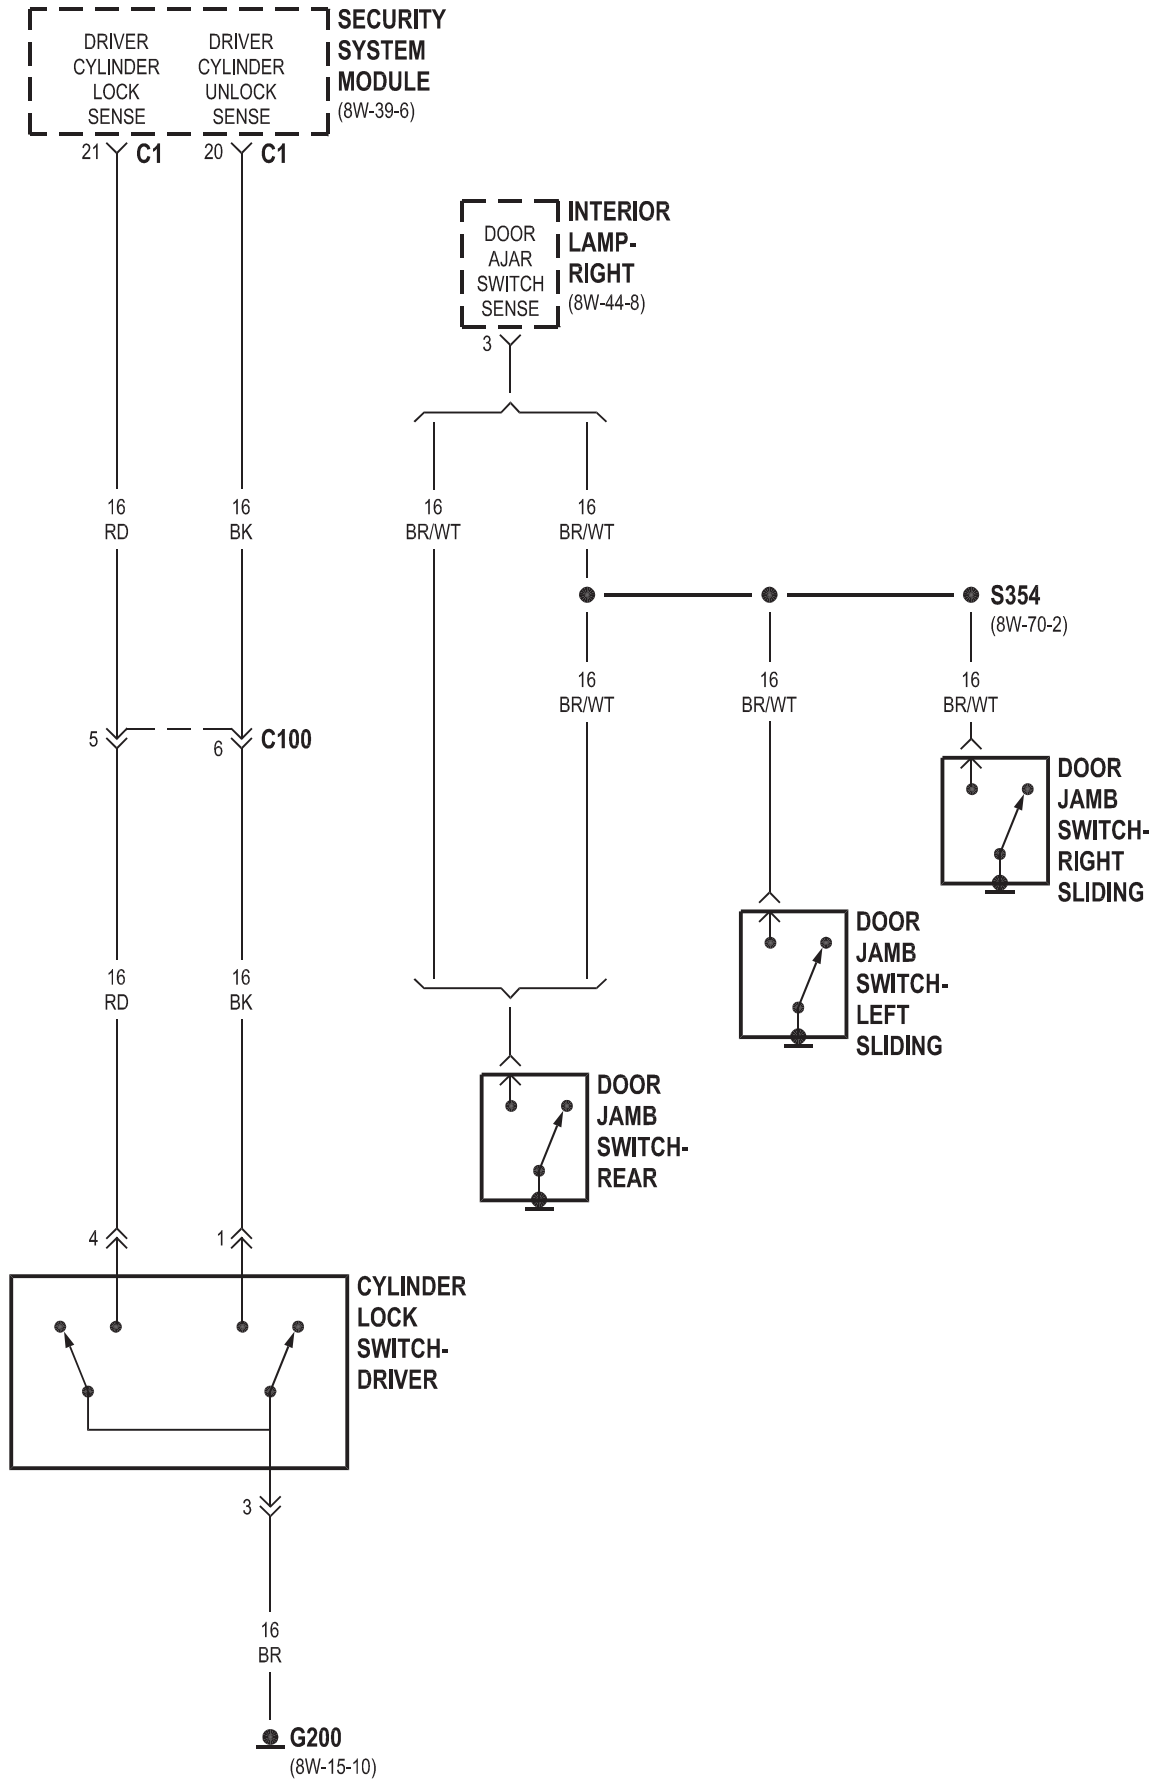 DRIVER
CYLINDER
LOCK
SENSE
DRIVER
CYLINDER
UNLOCK
SENSE
SECURITY
SYSTEM
MODULE
(8W-39-6)
21
C1
20
C1
DOOR
AJAR
SWITCH
SENSE
INTERIOR
LAMP-
RIGHT
(8W-44-8)
3
16
RD
16
BK
16
BR/WT
16
BR/WT
S354
(8W-70-2)
16
BR/WT
16
BR/WT
16
BR/WT
5
6
C100
DOOR
JAMB
SWITCH-
RIGHT
SLIDING
DOOR
JAMB
SWITCH-
LEFT
SLIDING
16
RD
16
BK
DOOR
JAMB
SWITCH-
REAR
4
1
CYLINDER
LOCK
SWITCH-
DRIVER
3
16
BR
G200
(8W-15-10)